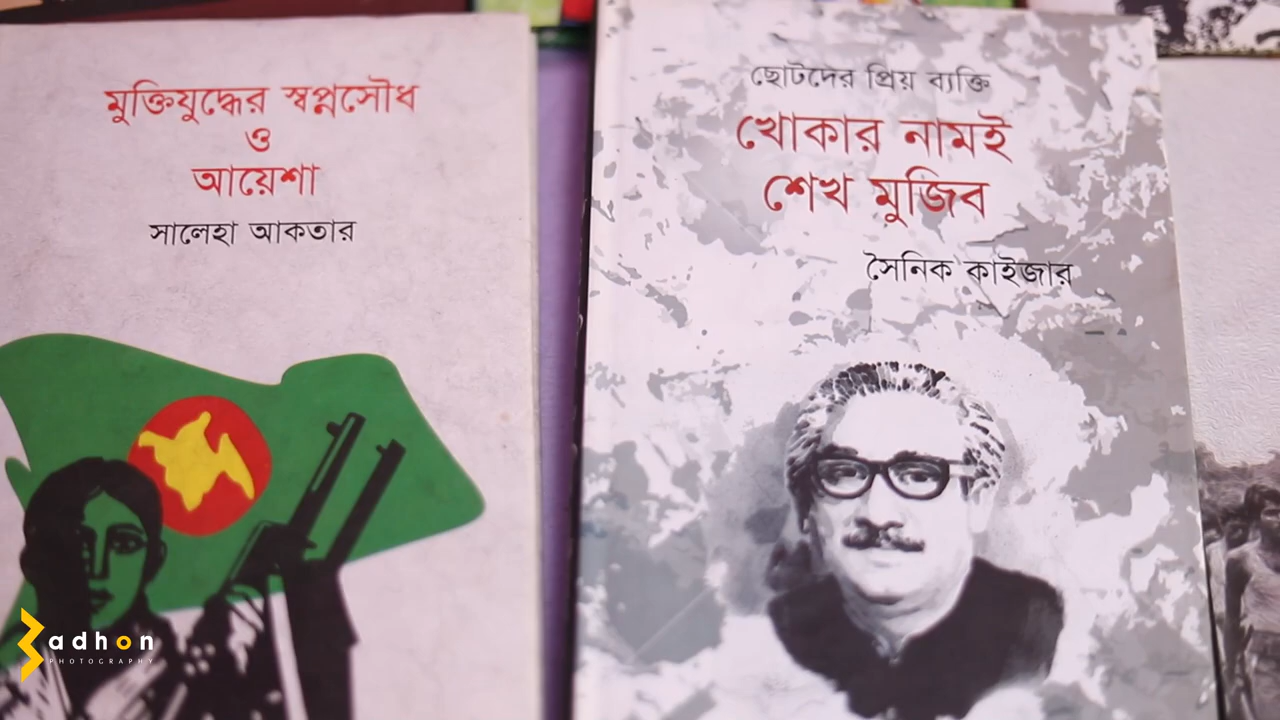 মুক্তিযুদ্ধের স্বপ্নসৌধ
ও
আয়েশা
সালেহা আকতার
ছোটদের প্রিয় ব্যক্তি
খোকার নামই
শেখ মুজিব
সৈনিক কাইজার
adhon
PHOTOGRAPHY